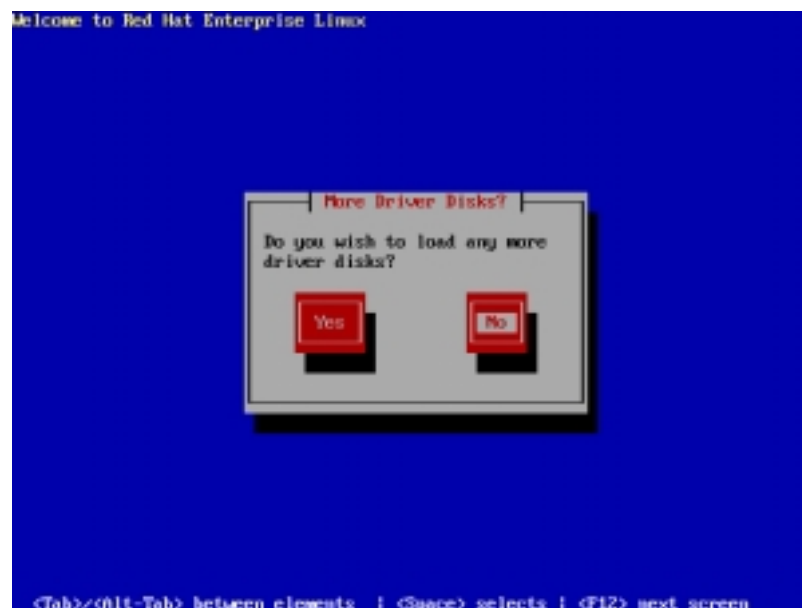 Welcome to Red Hat Enterprise Linux
More Driver Disks?
Do you wish to load any more
driver disks?
Yes
No
<Tab>/<Alt-Tab> between elements | <Space> selects | <F12> next screen